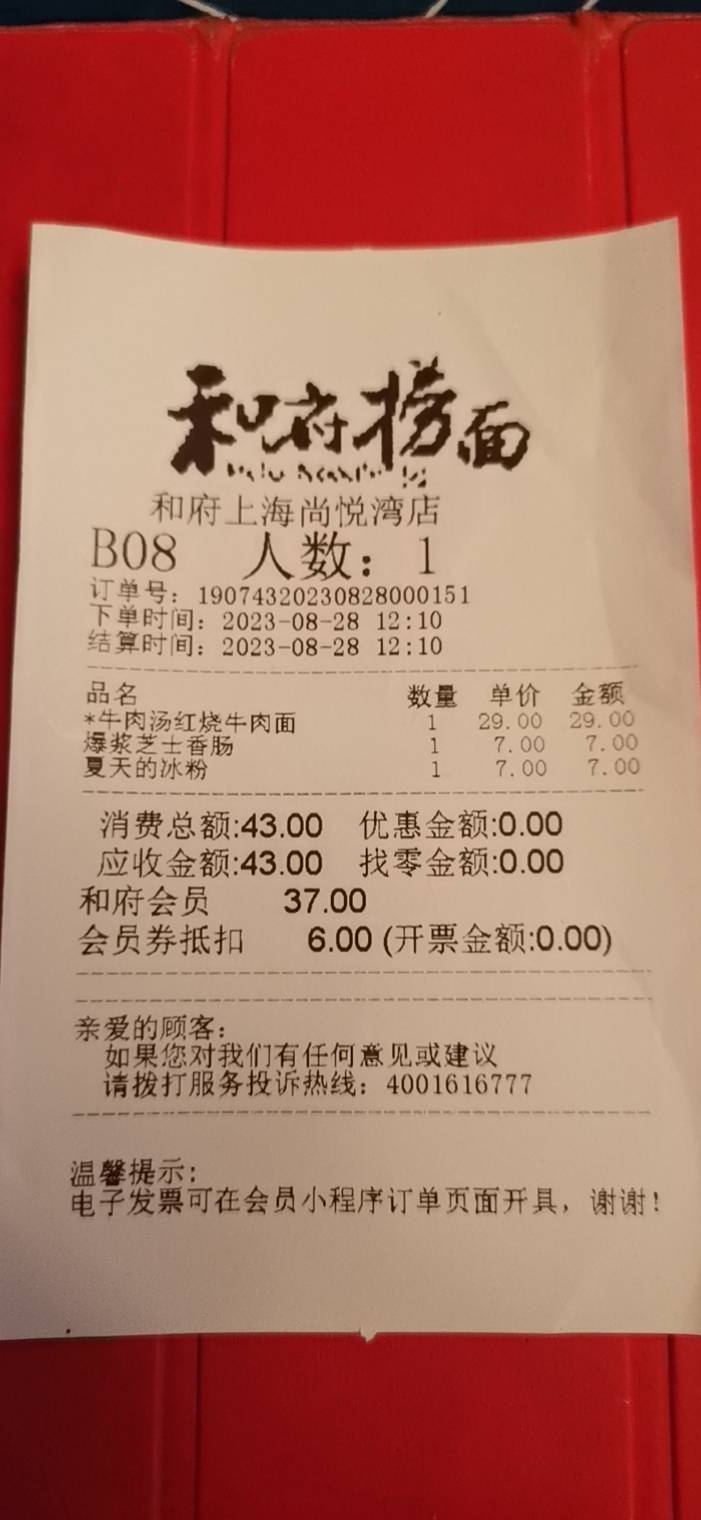 和府捞面
和府上海尚悦湾店
B08 人数：1
订单号：19074320230828000151
下单时间：2023-08-28 12:10
结算时间：2023-08-28 12:10
品名 数量 单价 金额
*牛肉汤红烧牛肉面 1 29.00 29.00
爆浆芝士香肠 1 7.00 7.00
夏天的冰粉 1 7.00 7.00
消费总额:43.00 优惠金额:0.00
应收金额:43.00 找零金额:0.00
和府会员 37.00
会员券抵扣 6.00 (开票金额:0.00)
亲爱的顾客：
如果您对我们有任何意见或建议
请拨打服务投诉热线：4001616777
温馨提示：
电子发票可在会员小程序订单页面开具，谢谢！